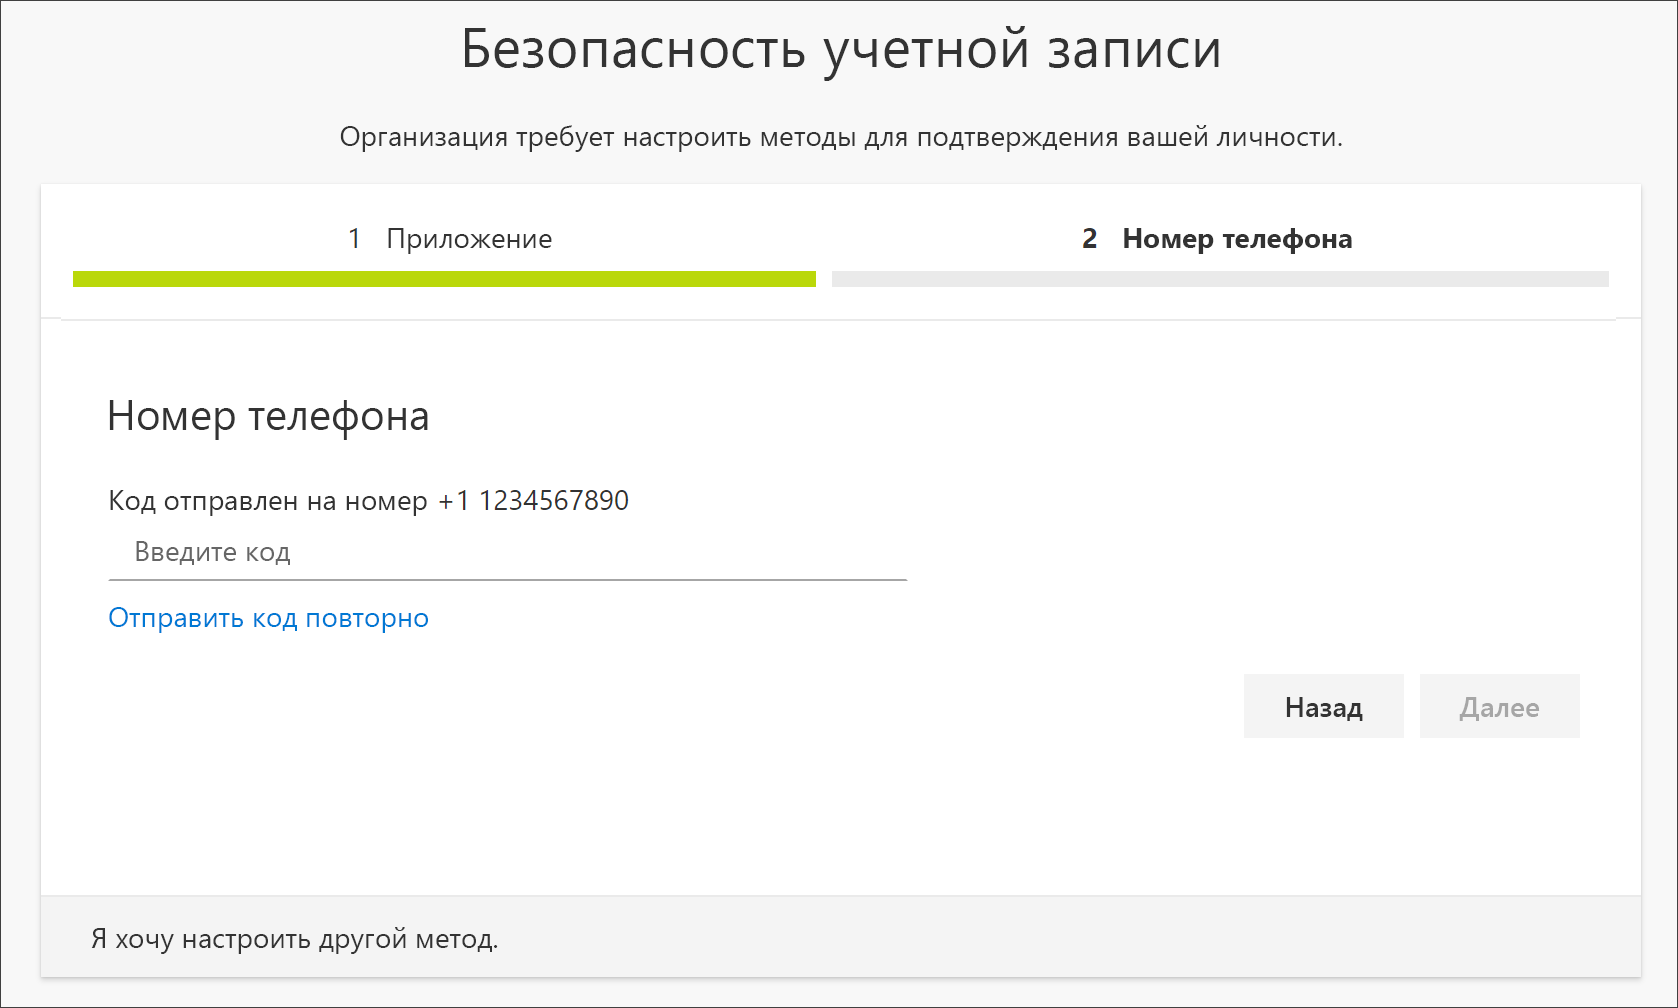 Безопасность учетной записи
Организация требует настроить методы для подтверждения вашей личности.
1 Приложение
2 Номер телефона
Номер телефона
Код отправлен на номер +1 1234567890
Введите код
Отправить код повторно
Назад
Далее
Я хочу настроить другой метод.